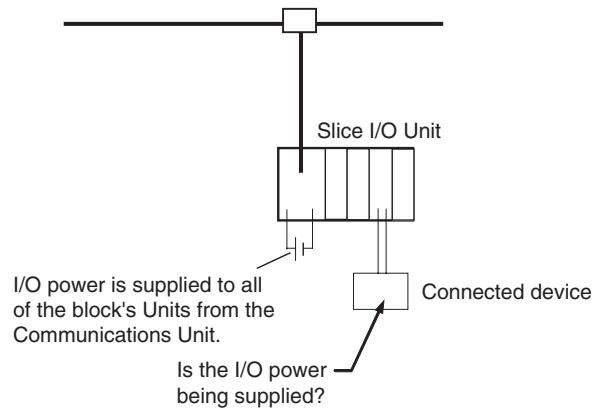 Slice I/O Unit
I/O power is supplied to all
of the block's Units from the
Communications Unit.
Connected device
Is the I/O power
being supplied?